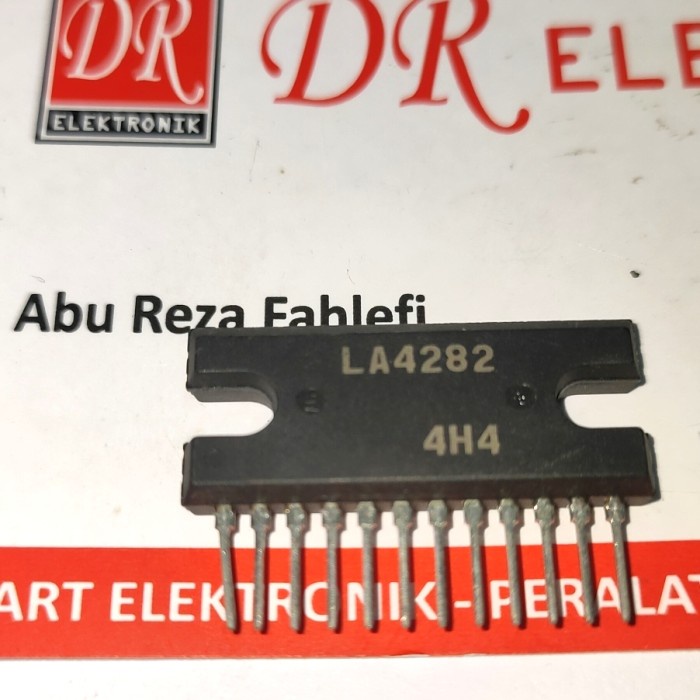 DR
ELEKTRONIK
DR ELE
Abu Reza Fahlefi
LA4282
4H4
ART ELEKTRONIK - PERALAT